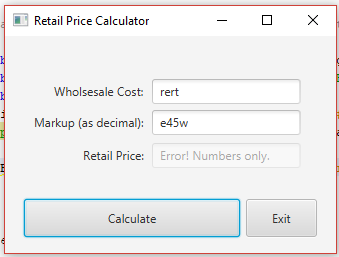 Retail Price Calculator
Wholsesale Cost: rert
Markup (as decimal): e45w
Retail Price: Error! Numbers only.
Calculate Exit